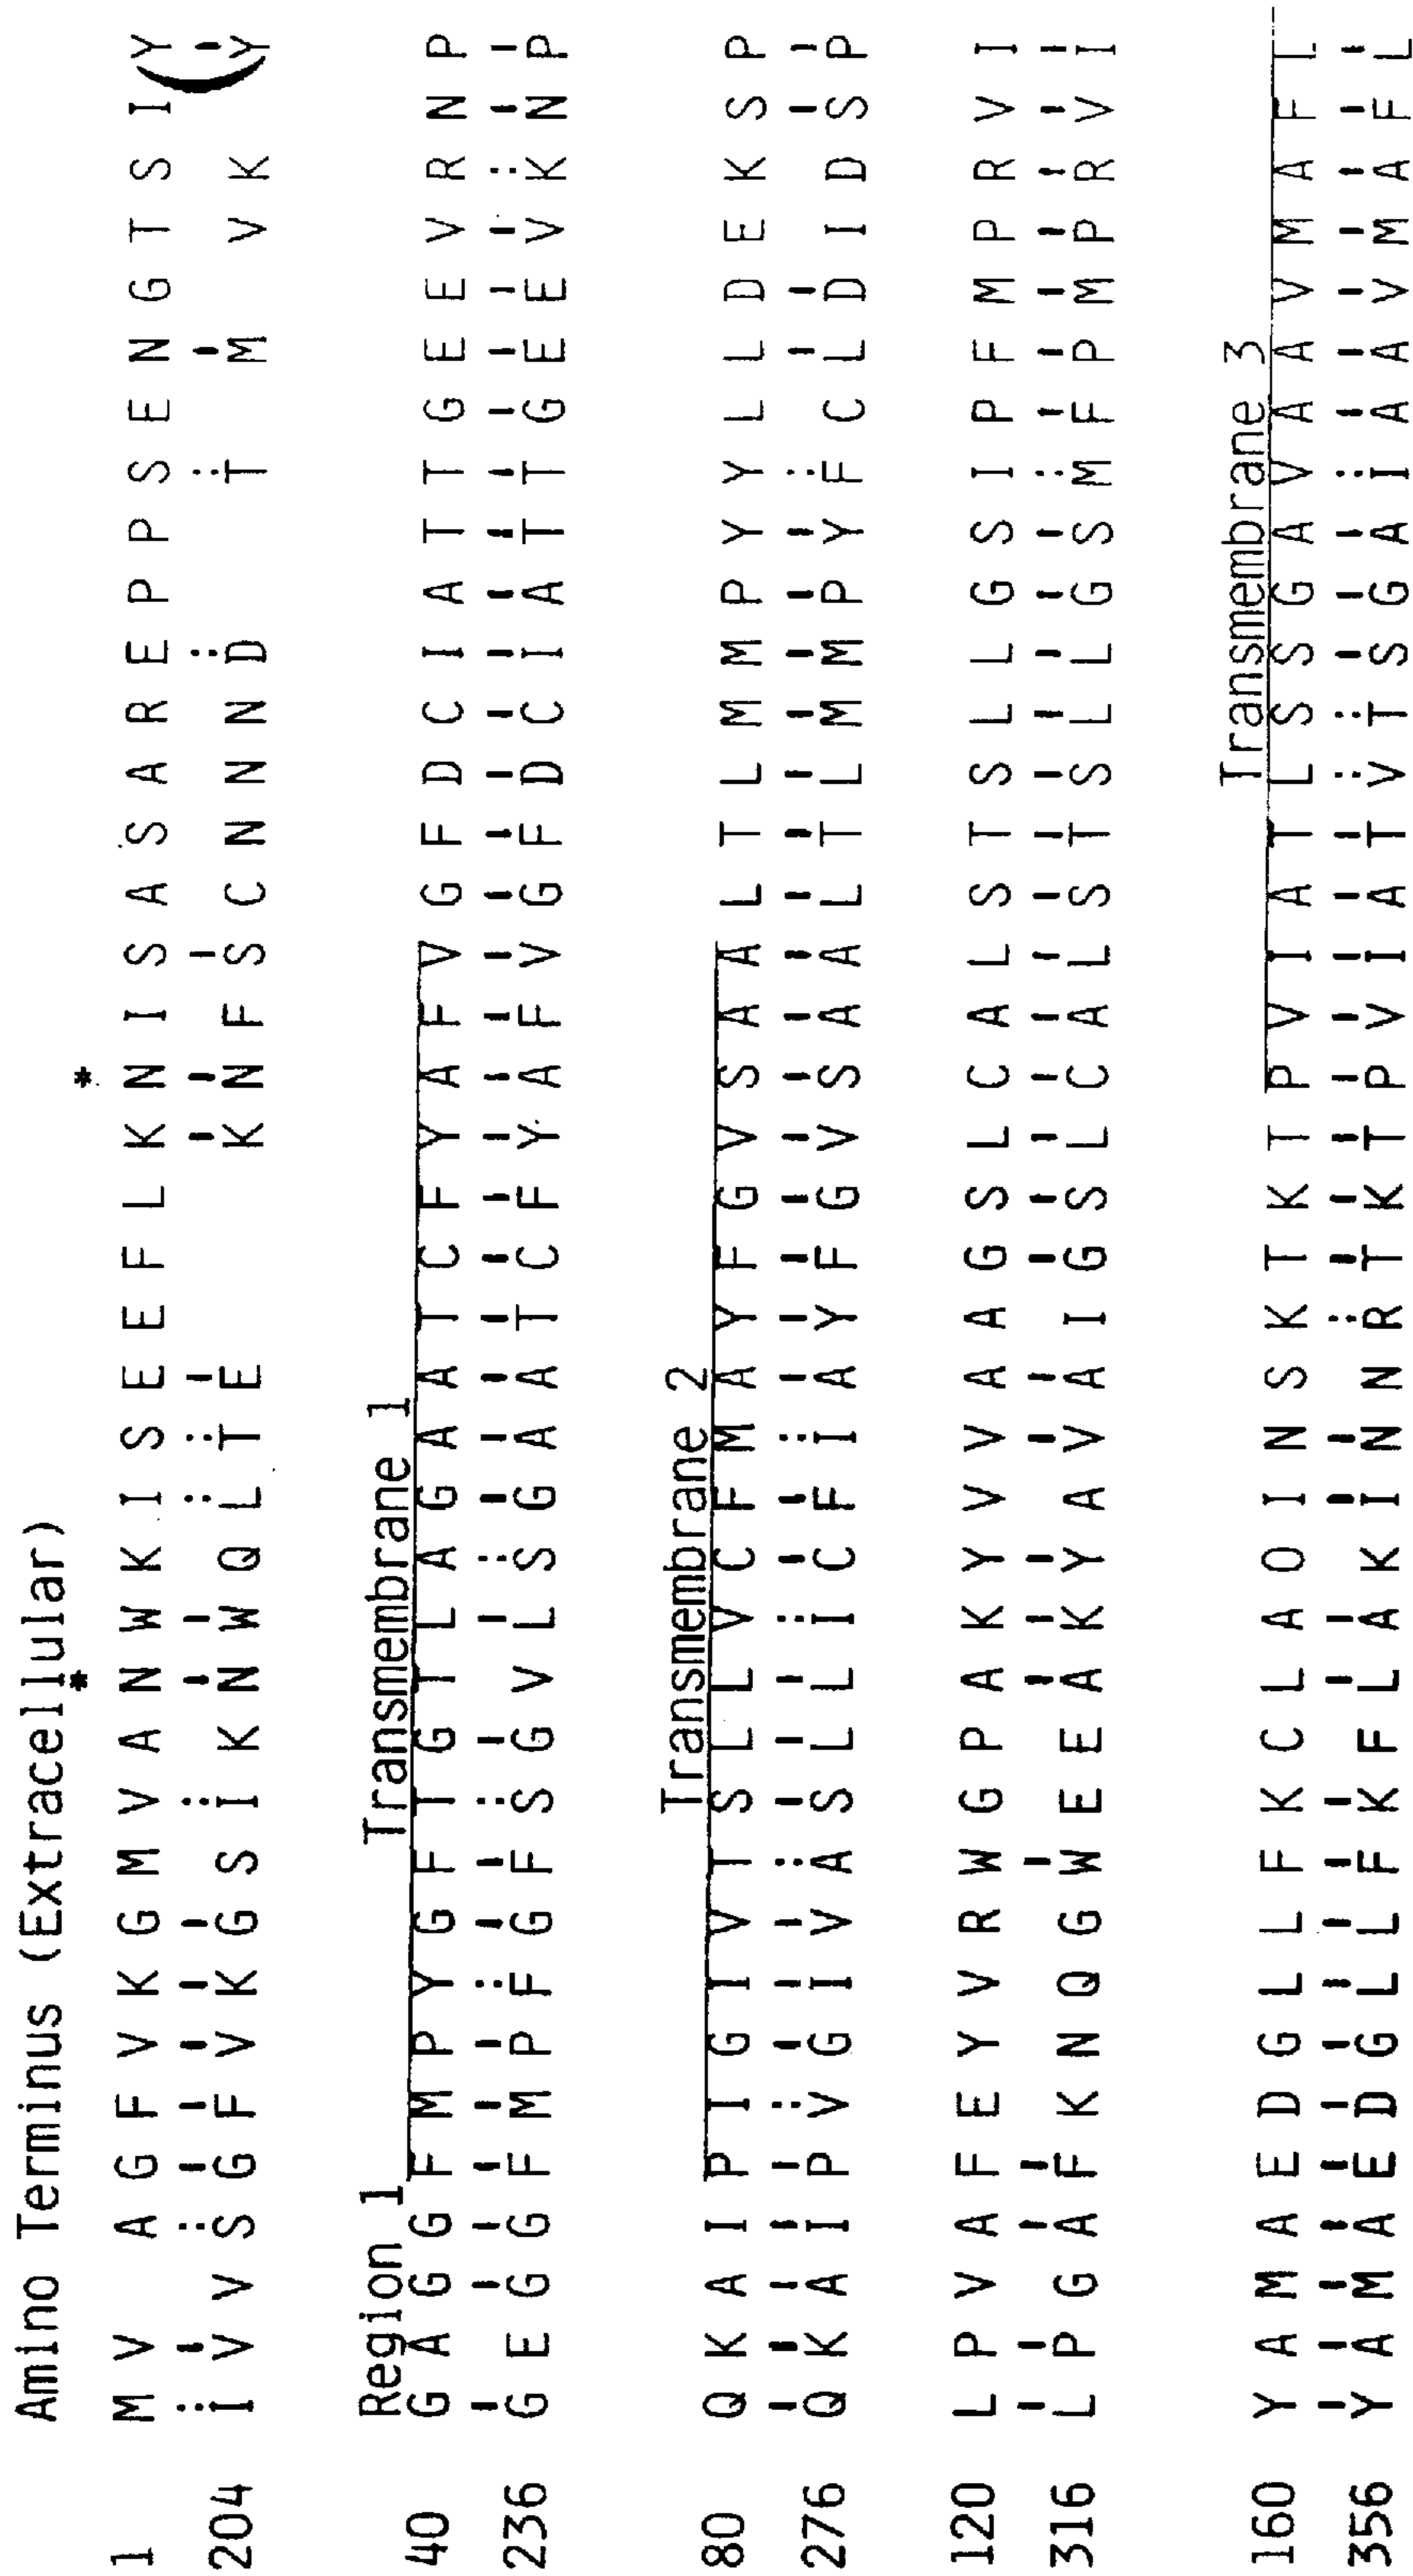 Amino Terminus (Extracellular)
* *
1 M V A G F V K G M V A N W K I S E E F L K N I S A S A R E P P S E N G T S I Y
204 I V V S G F V K G S I K N W Q L T E K N F S C N N N D T M V K Y
Region 1 Transmembrane 1
40 G A G G F M P Y G F T G T L A G A A T C F Y A F V G F D C I A T T G E E V R N P
236 G E G G F M P F G F S G V L S G A A T C F Y A F V G F D C I A T T G E E V K N P
Transmembrane 2
80 Q K A I P I G I V T S L L V C F M A Y F G V S A A L T L M M P Y Y L L D E K S P
276 Q K A I P V G I V A S L L I C F I A Y F G V S A A L T L M M P Y F C L D I D S P
120 L P V A F E Y V R W G P A K Y V V A A G S L C A L S T S L L G S I P F M P R V I
316 L P G A F K N Q G W E E A K Y A V A I G S L C A L S T S L L G S M F P M P R V I
Transmembrane 3
160 Y A M A E D G L L F K C L A O I N S K T K T P V I A T L S S G A V A A V M A F L
356 Y A M A E D G L L F K F L A K I N N R T K T P V I A T V T S G A I A A V M A F L